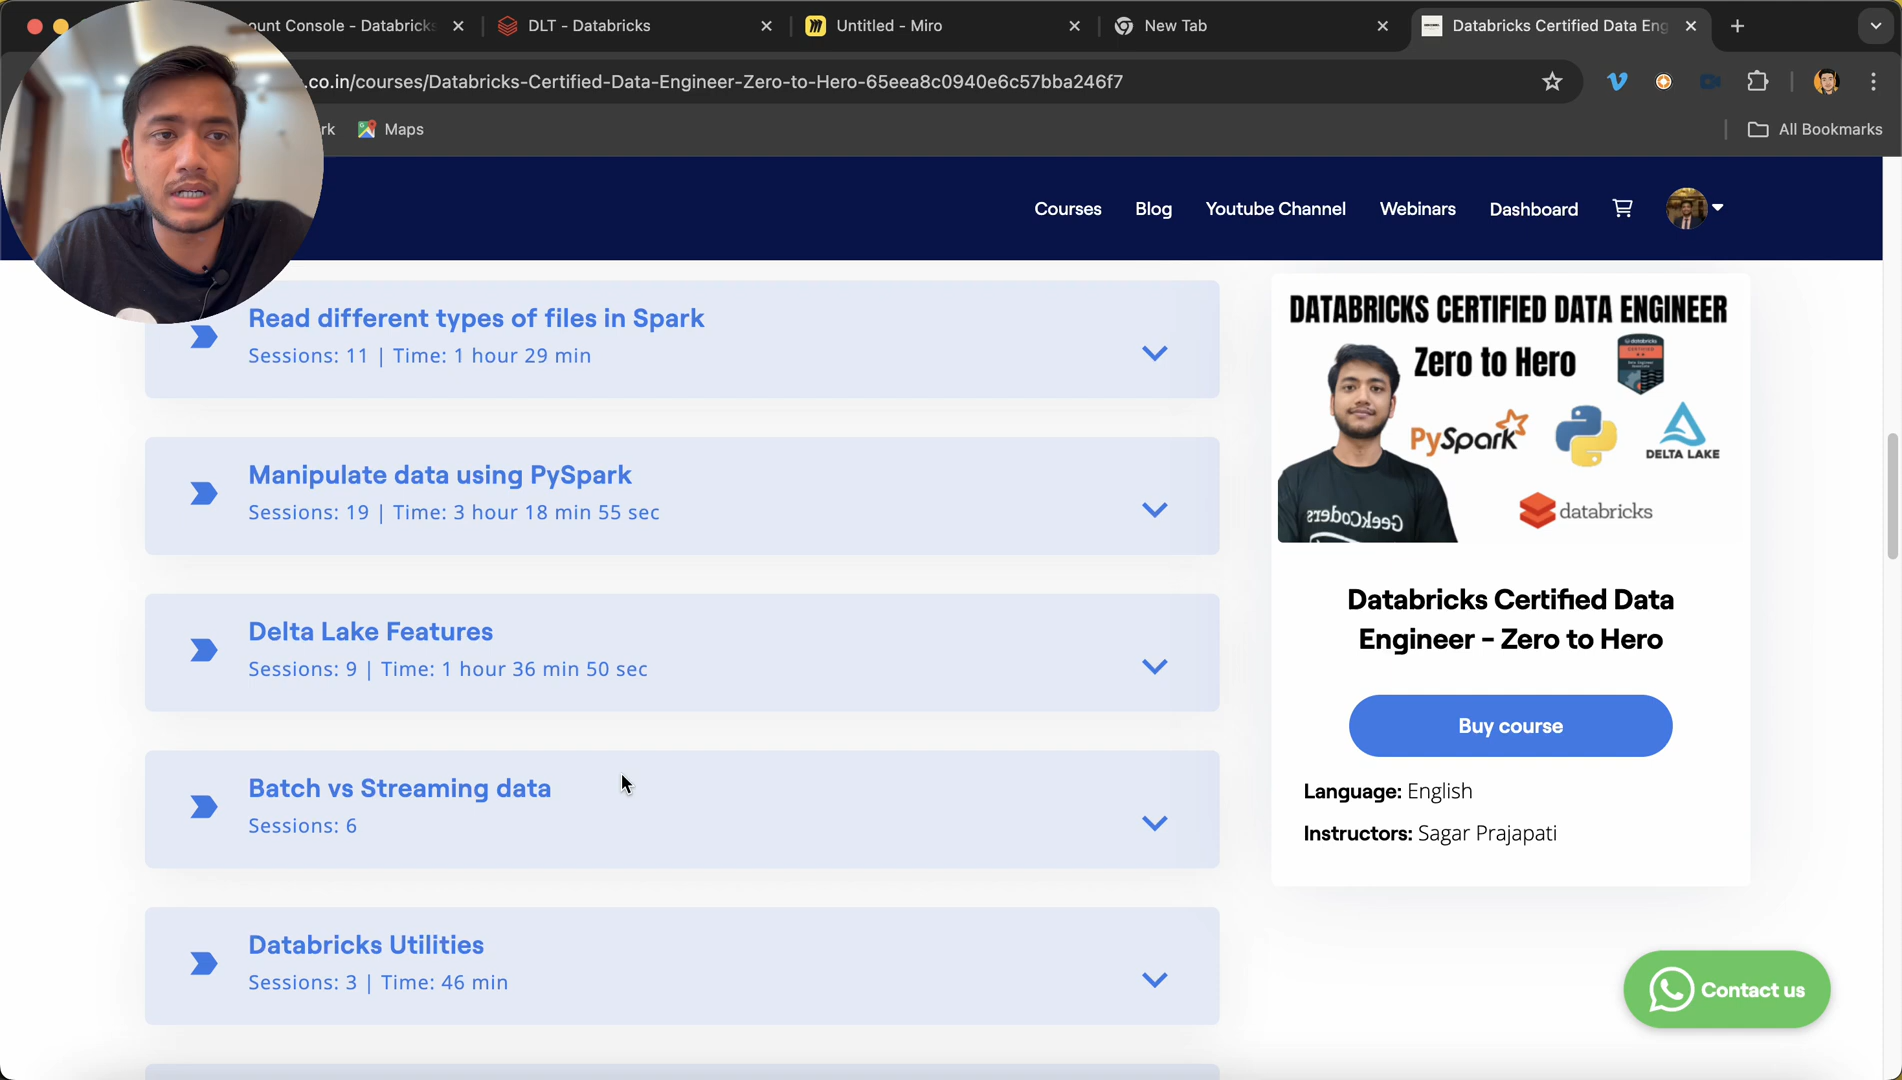 ount Console - Databricks
DLT - Databricks
Untitled - Miro
New Tab
Databricks Certified Data Eng
.co.in/courses/Databricks-Certified-Data-Engineer-Zero-to-Hero-65eea8c0940e6c57bba246f7
rk
Maps
All Bookmarks
Courses
Blog
Youtube Channel
Webinars
Dashboard
Read different types of files in Spark
Sessions: 11 | Time: 1 hour 29 min
Manipulate data using PySpark
Sessions: 19 | Time: 3 hour 18 min 55 sec
Delta Lake Features
Sessions: 9 | Time: 1 hour 36 min 50 sec
Batch vs Streaming data
Sessions: 6
Databricks Utilities
Sessions: 3 | Time: 46 min
DATABRICKS CERTIFIED DATA ENGINEER
Zero to Hero
PySpark
DELTA LAKE
GeekCoders
databricks
Databricks Certified Data
Engineer - Zero to Hero
Buy course
Language: English
Instructors: Sagar Prajapati
Contact us